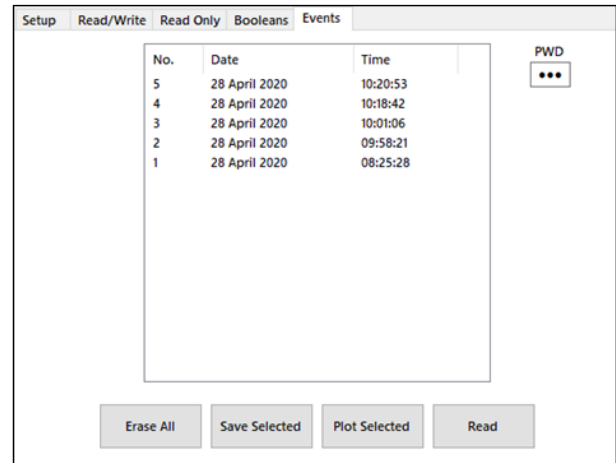 Setup Read/Write Read Only Booleans Events
PWD
•••
No. Date Time
5 28 April 2020 10:20:53
4 28 April 2020 10:18:42
3 28 April 2020 10:01:06
2 28 April 2020 09:58:21
1 28 April 2020 08:25:28
Erase All Save Selected Plot Selected Read